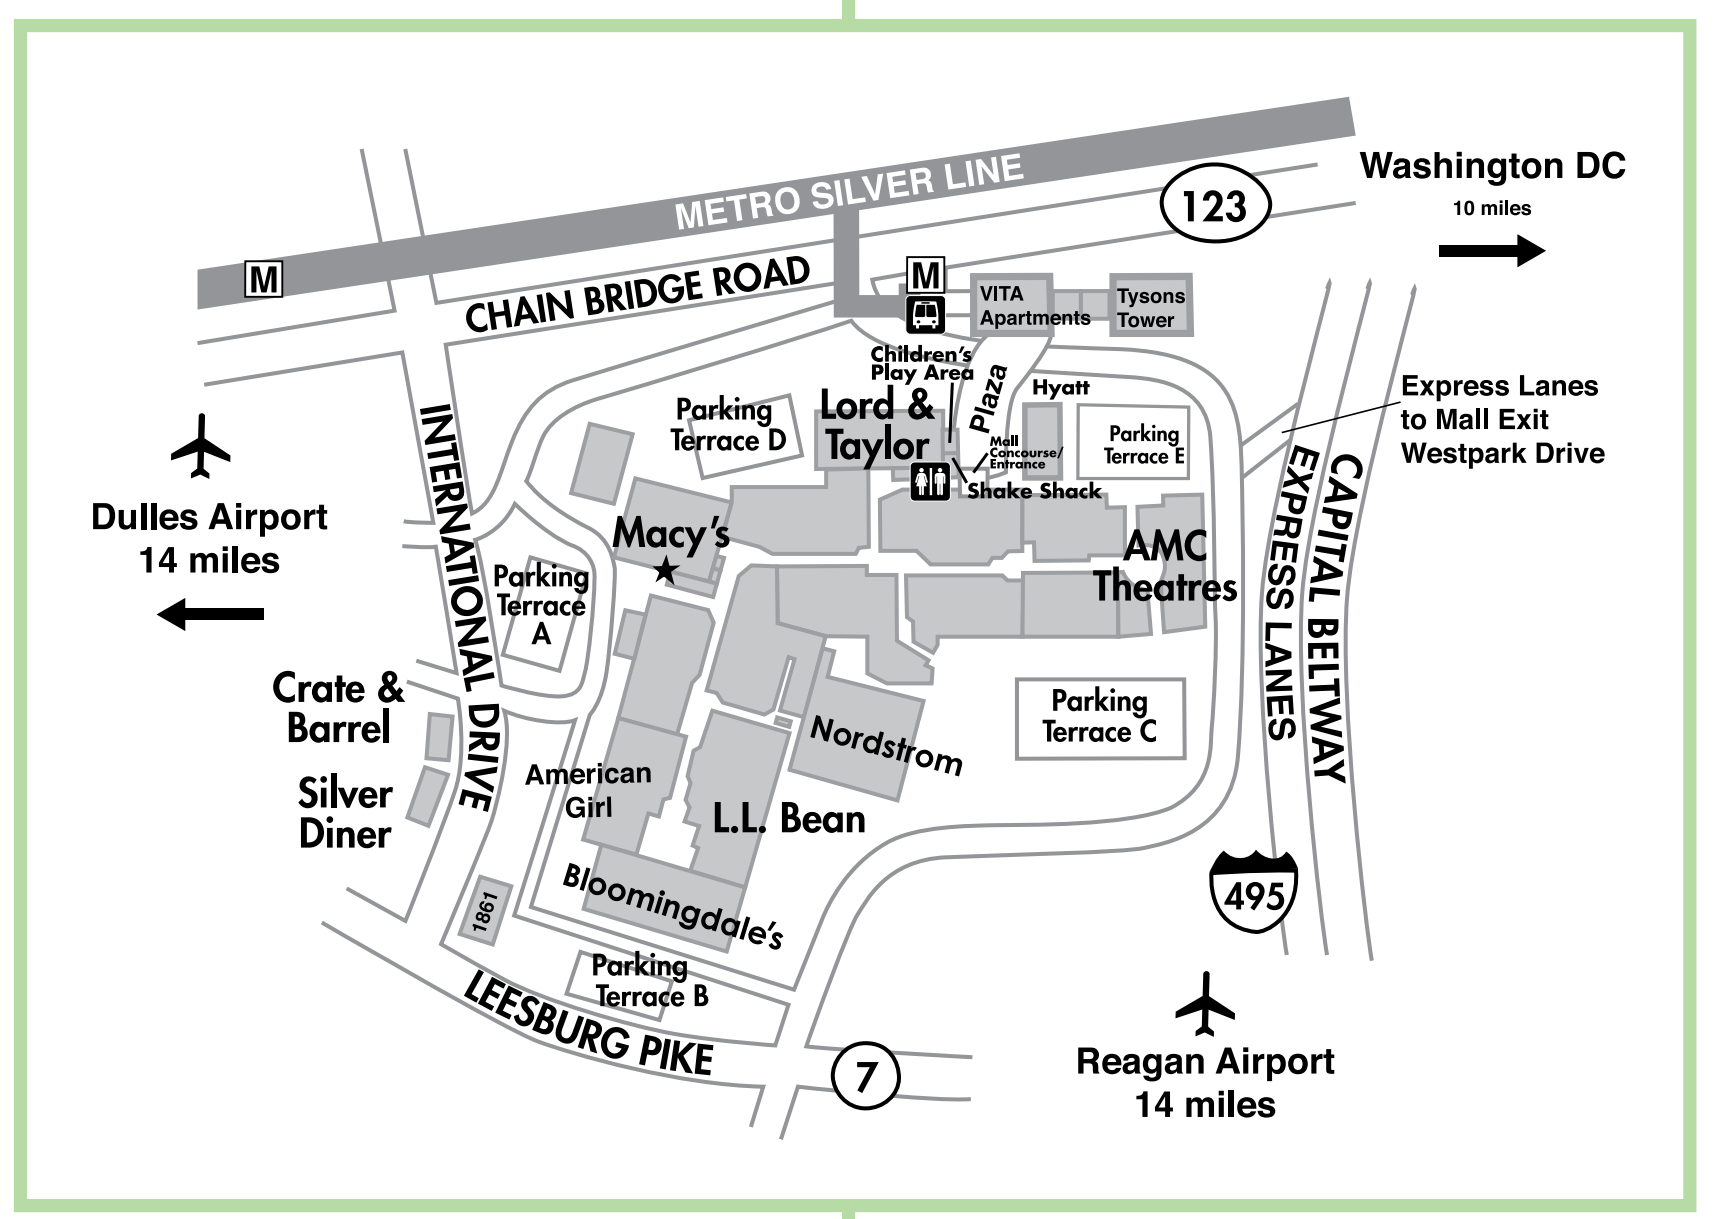 METRO SILVER LINE
Washington DC
10 miles
123
M
M
CHAIN BRIDGE ROAD
VITA
Apartments
Tysons
Tower
Children's
Play Area
Plaza
Hyatt
Express Lanes
to Mall Exit
Westpark Drive
Parking
Terrace D
Lord &
Taylor
Mall
Concourse/
Entrance
Parking
Terrace E
Shake Shack
INTERNATIONAL DRIVE
EXPRESS LANES
CAPITAL BELTWAY
Dulles Airport
14 miles
Macy's
AMC
Theatres
Parking
Terrace
A
Crate &
Barrel
Parking
Terrace C
Nordstrom
American
Girl
Silver
Diner
L.L. Bean
Bloomingdale's
1861
495
Parking
Terrace B
LEESBURG PIKE
7
Reagan Airport
14 miles